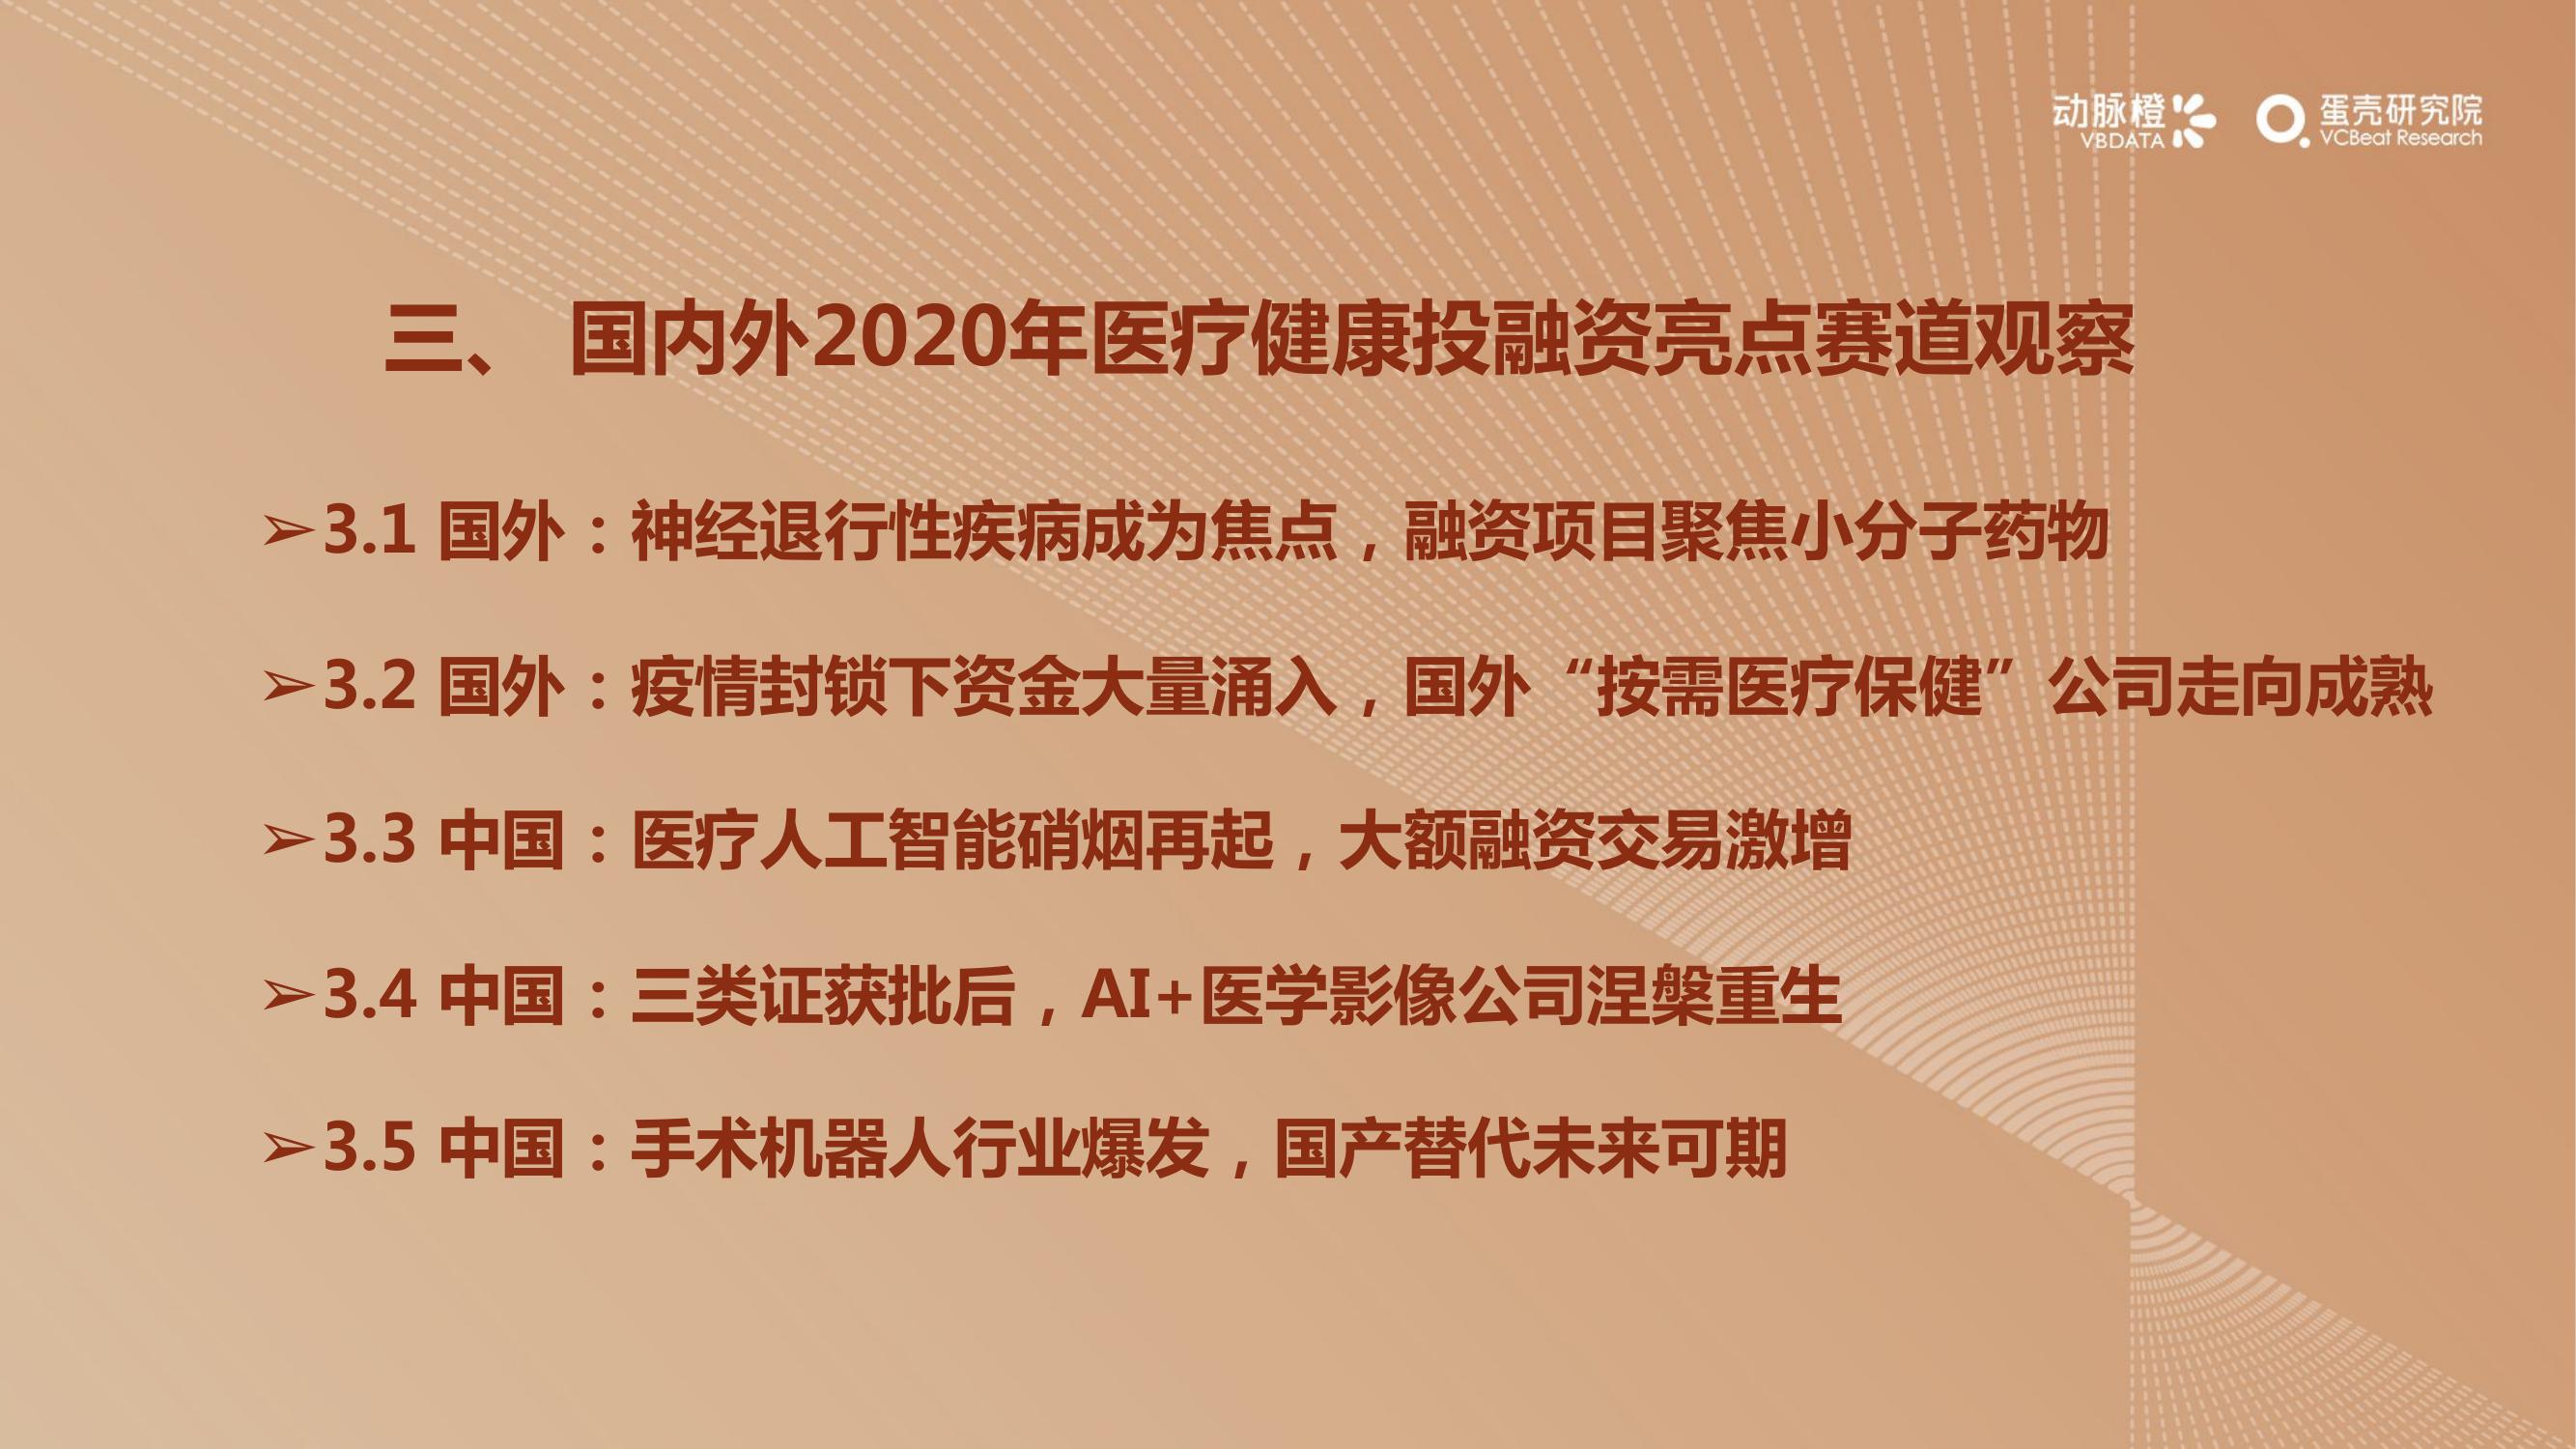 动脉橙
VBDATA
蛋壳研究院
VCBeat Research
三、 国内外2020年医疗健康投融资亮点赛道观察
➢3.1 国外：神经退行性疾病成为焦点，融资项目聚焦小分子药物
➢3.2 国外：疫情封锁下资金大量涌入，国外“按需医疗保健”公司走向成熟
➢3.3 中国：医疗人工智能硝烟再起，大额融资交易激增
➢3.4 中国：三类证获批后，AI+医学影像公司涅槃重生
➢3.5 中国：手术机器人行业爆发，国产替代未来可期